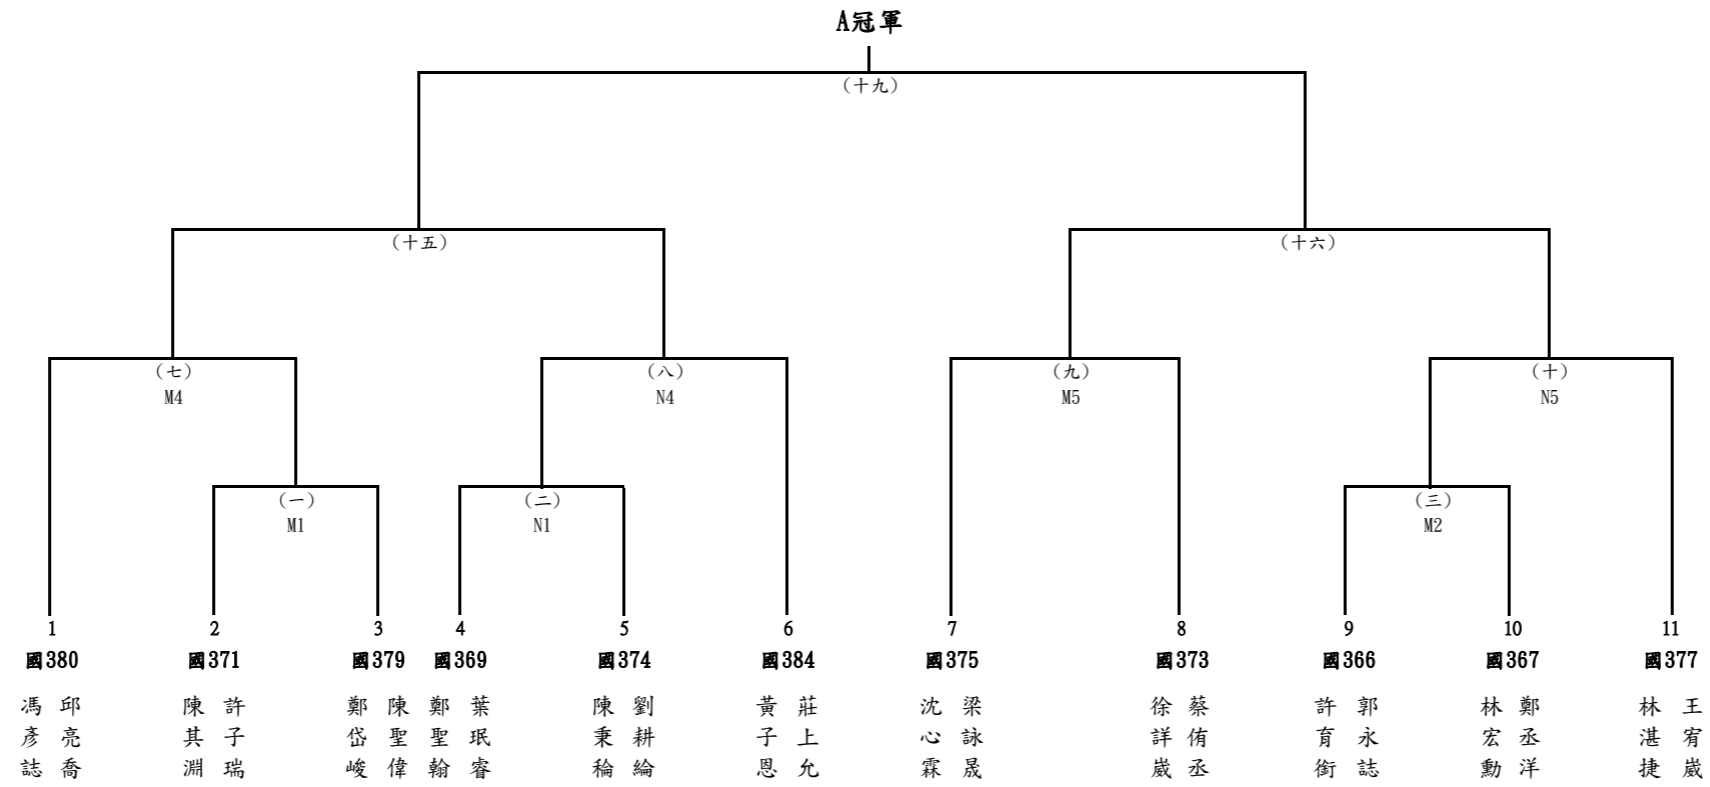 A冠軍
(十九)
(十五) (十六)
(七) (八) (九) (十)
M4 N4 M5 N5
(一) (二) (三)
M1 N1 M2
1 2 3 4 5 6 7 8 9 10 11
國380 國371 國379 國369 國374 國384 國375 國373 國366 國367 國377
馮 邱 陳 許 鄭 陳 鄭 葉 陳 劉 黃 莊 沈 梁 徐 蔡 許 郭 林 鄭 林 王
彥 亮 其 子 岱 聖 聖 珉 秉 耕 子 上 心 詠 詳 侑 育 永 宏 丞 湛 宥
誌 喬 淵 瑞 峻 偉 翰 睿 稐 綸 恩 允 霖 晟 崴 丞 銜 誌 勳 洋 捷 崴